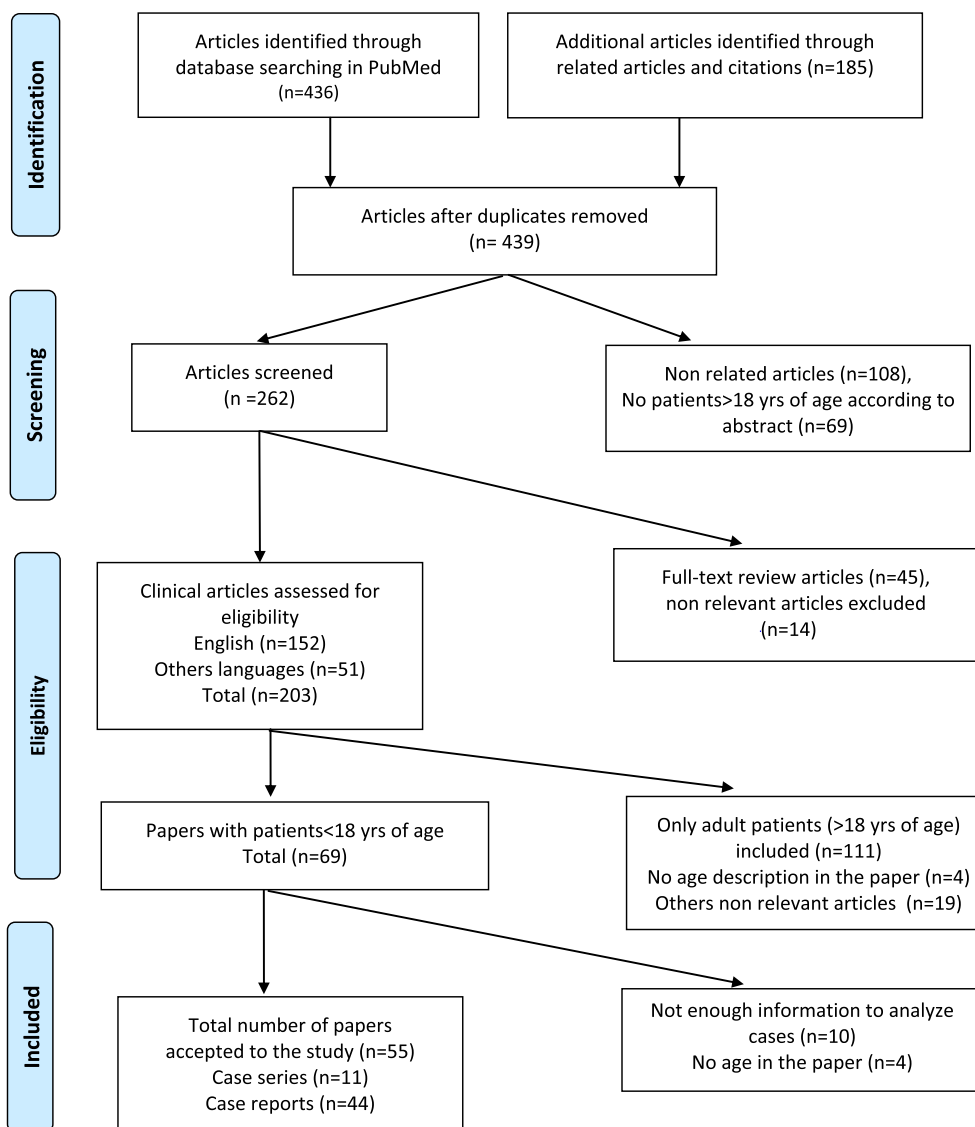 Identification
Articles identified through
database searching in PubMed
(n=436)
Additional articles identified through
related articles and citations (n=185)
Articles after duplicates removed
(n= 439)
Screening
Articles screened
(n =262)
Non related articles (n=108),
No patients>18 yrs of age according to
abstract (n=69)
Eligibility
Clinical articles assessed for
eligibility
English (n=152)
Others languages (n=51)
Total (n=203)
Full-text review articles (n=45),
non relevant articles excluded
(n=14)
Papers with patients<18 yrs of age
Total (n=69)
Only adult patients (>18 yrs of age)
included (n=111)
No age description in the paper (n=4)
Others non relevant articles (n=19)
Included
Total number of papers
accepted to the study (n=55)
Case series (n=11)
Case reports (n=44)
Not enough information to analyze
cases (n=10)
No age in the paper (n=4)